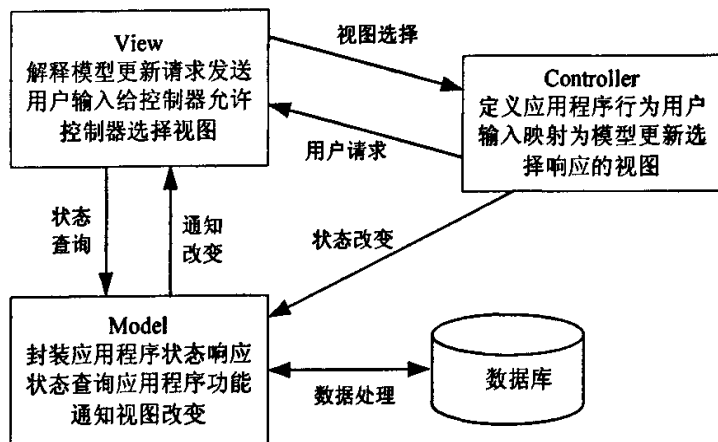 View
解释模型更新请求发送
用户输入给控制器允许
控制器选择视图
视图选择
Controller
定义应用程序行为用户
输入映射为模型更新选
择响应的视图
用户请求
状态
查询
通知
改变
状态改变
Model
封装应用程序状态响应
状态查询应用程序功能
通知视图改变
数据处理
数据库